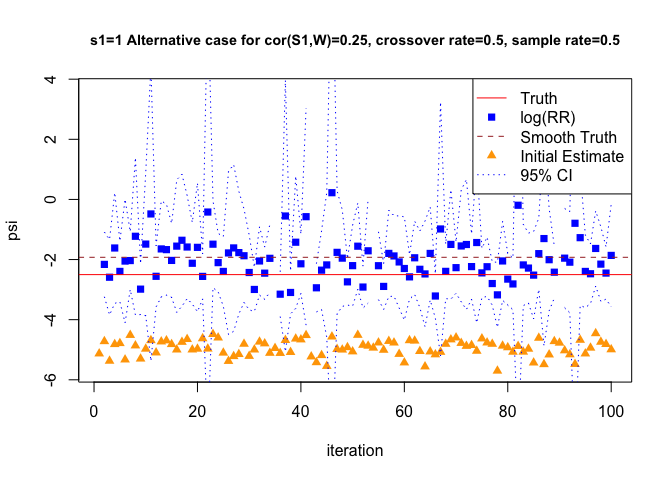 s1=1 Alternative case for cor(S1,W)=0.25, crossover rate=0.5, sample rate=0.5
psi
4
2
0
-2
-4
-6
Truth
log(RR)
Smooth Truth
Initial Estimate
95% CI
0 20 40 60 80 100
iteration